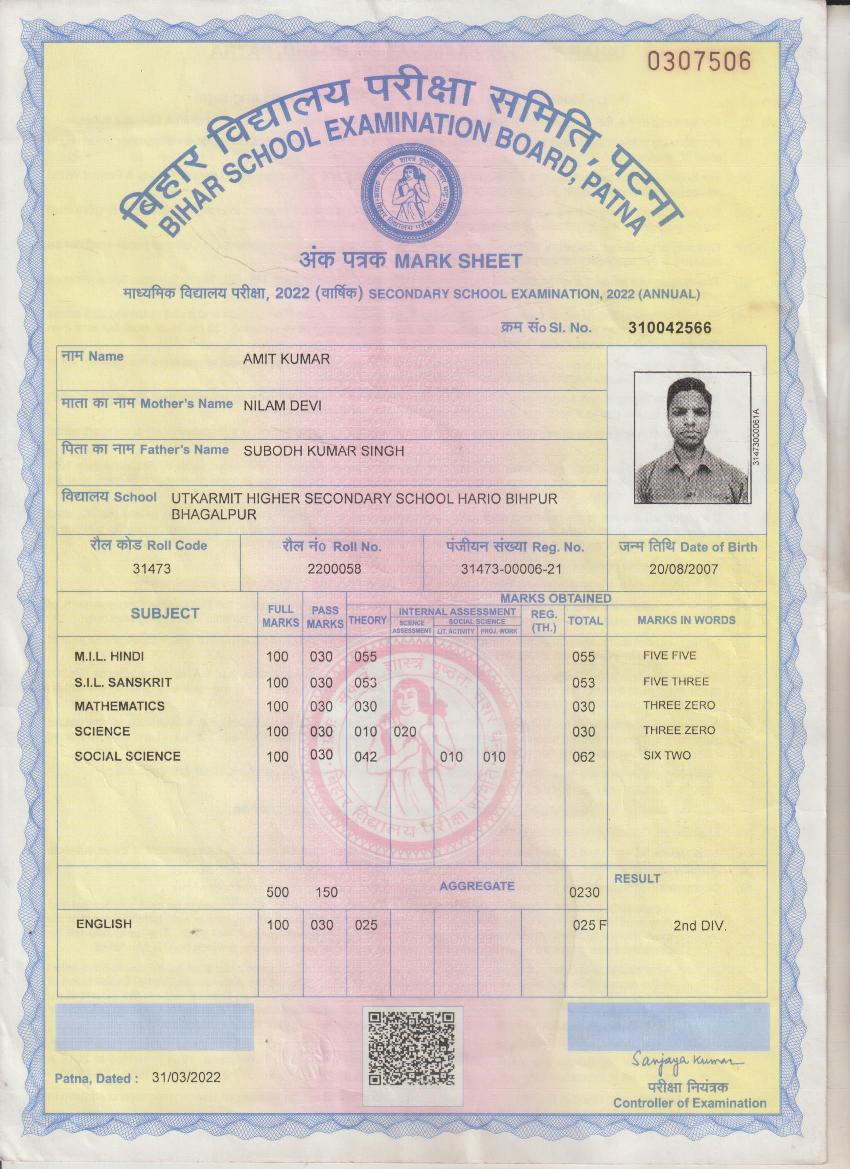 0307506
बिहार विद्यालय परीक्षा समिति, पटना
BIHAR SCHOOL EXAMINATION BOARD, PATNA
अंक पत्रक MARK SHEET
माध्यमिक विद्यालय परीक्षा, 2022 (वार्षिक) SECONDARY SCHOOL EXAMINATION, 2022 (ANNUAL)
क्रम सं० Sl. No. 310042566
नाम Name AMIT KUMAR
माता का नाम Mother's Name NILAM DEVI
पिता का नाम Father's Name SUBODH KUMAR SINGH
31473000061A
विद्यालय School UTKARMIT HIGHER SECONDARY SCHOOL HARIO BIHPUR
BHAGALPUR
रौल कोड Roll Code रौल नं० Roll No. पंजीयन संख्या Reg. No. जन्म तिथि Date of Birth
31473 2200058 31473-00006-21 20/08/2007
MARKS OBTAINED
SUBJECT FULL MARKS PASS MARKS THEORY INTERNAL ASSESSMENT REG. (TH.) TOTAL MARKS IN WORDS
SCIENCE ASSESSMENT SOCIAL SCIENCE
LIT. ACTIVITY PROJ. WORK
M.I.L. HINDI 100 030 055 055 FIVE FIVE
S.I.L. SANSKRIT 100 030 053 053 FIVE THREE
MATHEMATICS 100 030 030 030 THREE ZERO
SCIENCE 100 030 010 020 030 THREE ZERO
SOCIAL SCIENCE 100 030 042 010 010 062 SIX TWO
बिहार विद्यालय परीक्षा समिति
500 150 AGGREGATE 0230 RESULT
ENGLISH 100 030 025 025 F 2nd DIV.
Sanjaya Kumar
Patna, Dated : 31/03/2022
परीक्षा नियंत्रक
Controller of Examination